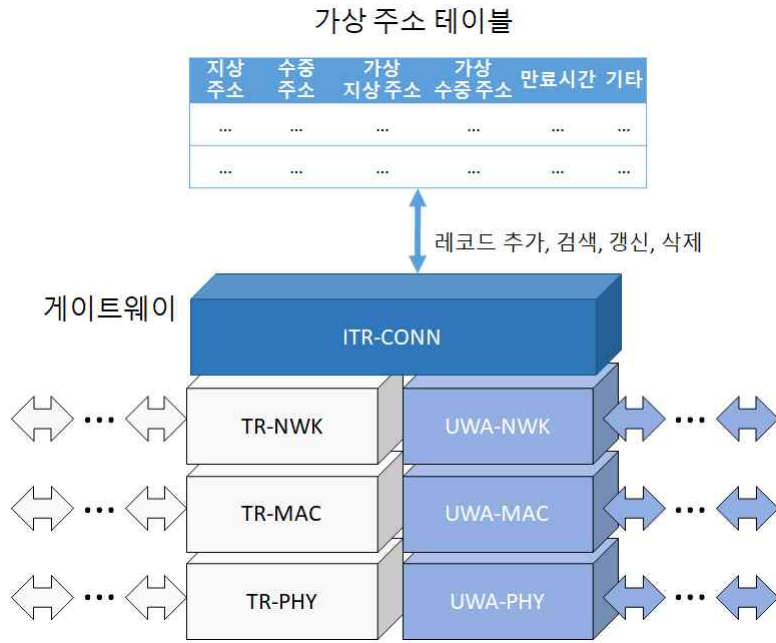 가상 주소 테이블
지상 주소 수중 주소 가상 지상 주소 가상 수중 주소 만료시간 기타
... ... ... ... ... ...
... ... ... ... ... ...
레코드 추가, 검색, 갱신, 삭제
게이트웨이
ITR-CONN
... TR-NWK UWA-NWK ...
... TR-MAC UWA-MAC ...
... TR-PHY UWA-PHY ...